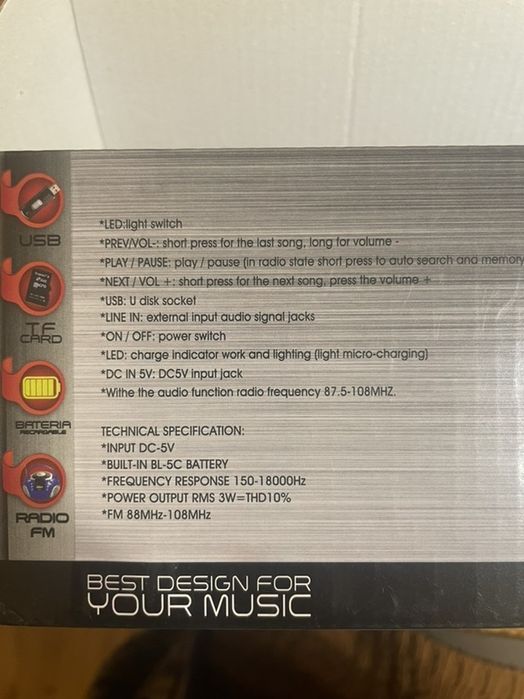 *LED:light switch
*PREV/VOL-: short press for the last song, long for volume -
*PLAY / PAUSE: play / pause (in radio state short press to auto search and memory
*NEXT / VOL +: short press for the next song, press the volume +
*USB: U disk socket
*LINE IN: external input audio signal jacks
*ON / OFF: power switch
*LED: charge indicator work and lighting (light micro-charging)
*DC IN 5V: DC5V input jack
*Withe the audio function radio frequency 87.5-108MHZ.
TECHNICAL SPECIFICATION:
*INPUT DC-5V
*BUILT-IN BL-5C BATTERY
*FREQUENCY RESPONSE 150-18000Hz
*POWER OUTPUT RMS 3W=THD10%
*FM 88MHz-108MHz
USB
TF
CARD
BATERIA
RECARGABLE
RADIO
FM
BEST DESIGN FOR
YOUR MUSIC